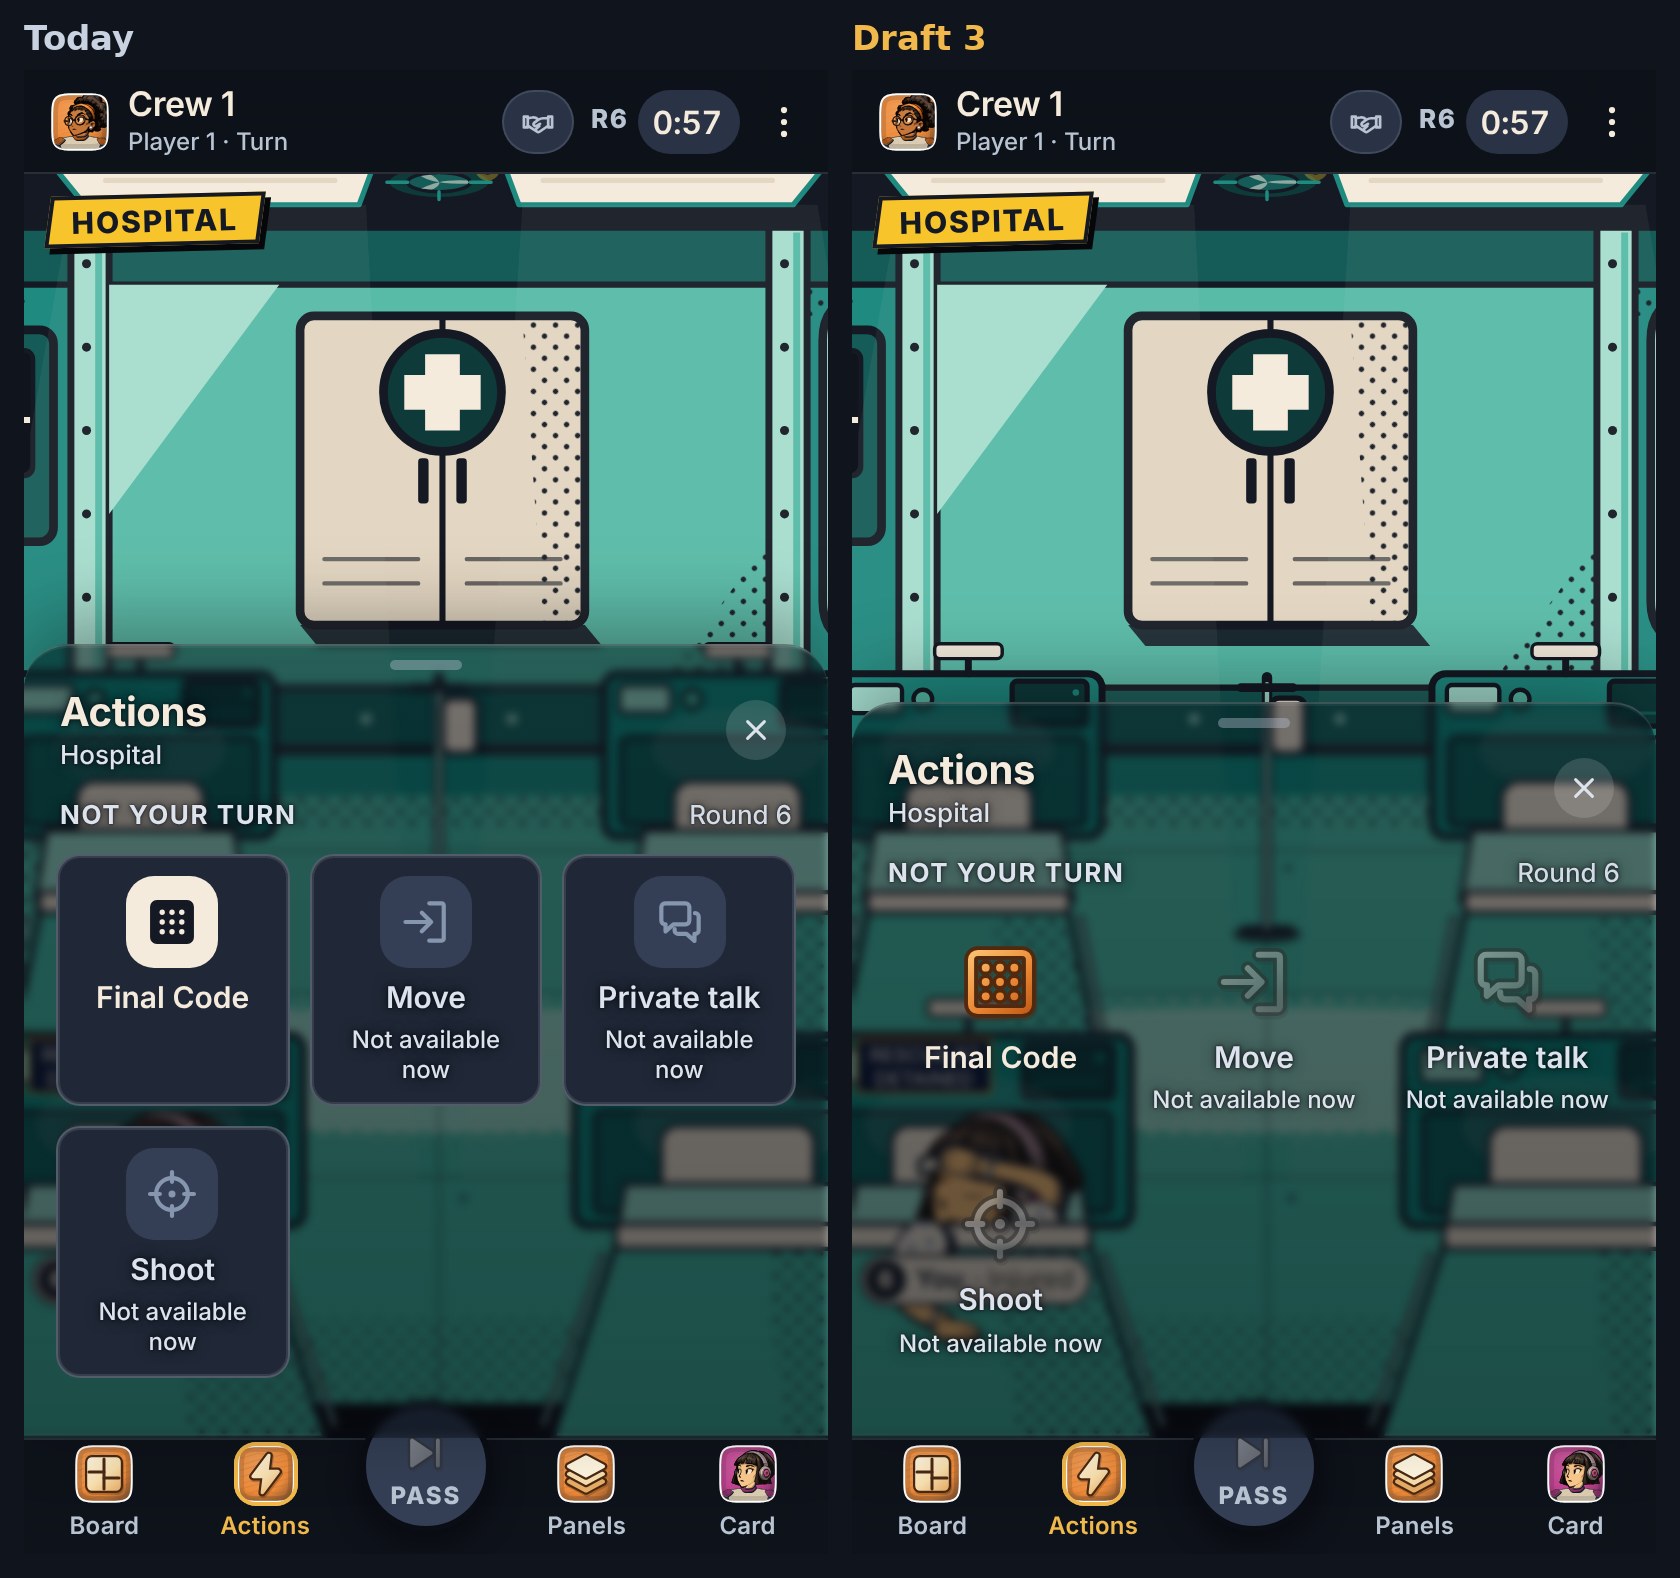 Today
Crew 1
Player 1 · Turn
R6
0:57
HOSPITAL
Actions
Hospital
NOT YOUR TURN
Round 6
Final Code
Move
Not available
now
Private talk
Not available
now
Shoot
Not available
now
Board
Actions
PASS
Panels
Card
Draft 3
Crew 1
Player 1 · Turn
R6
0:57
HOSPITAL
Actions
Hospital
NOT YOUR TURN
Round 6
Final Code
Move
Not available now
Private talk
Not available now
Shoot
Not available now
Board
Actions
PASS
Panels
Card